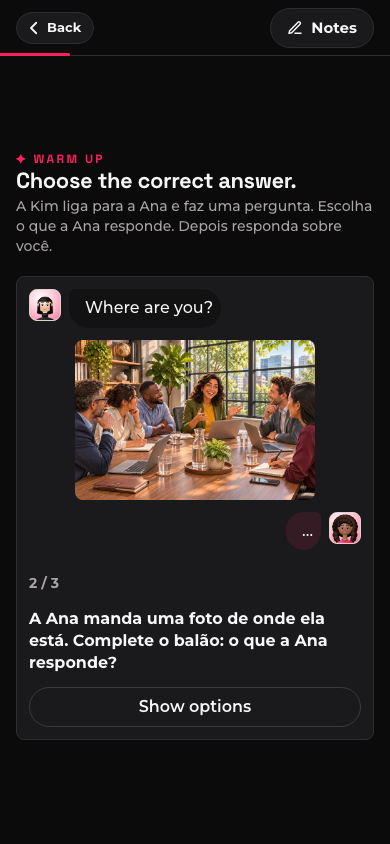 Back
Notes
WARM UP
Choose the correct answer.
A Kim liga para a Ana e faz uma pergunta. Escolha
o que a Ana responde. Depois responda sobre
você.
Where are you?
...
2 / 3
A Ana manda uma foto de onde ela
está. Complete o balão: o que a Ana
responde?
Show options